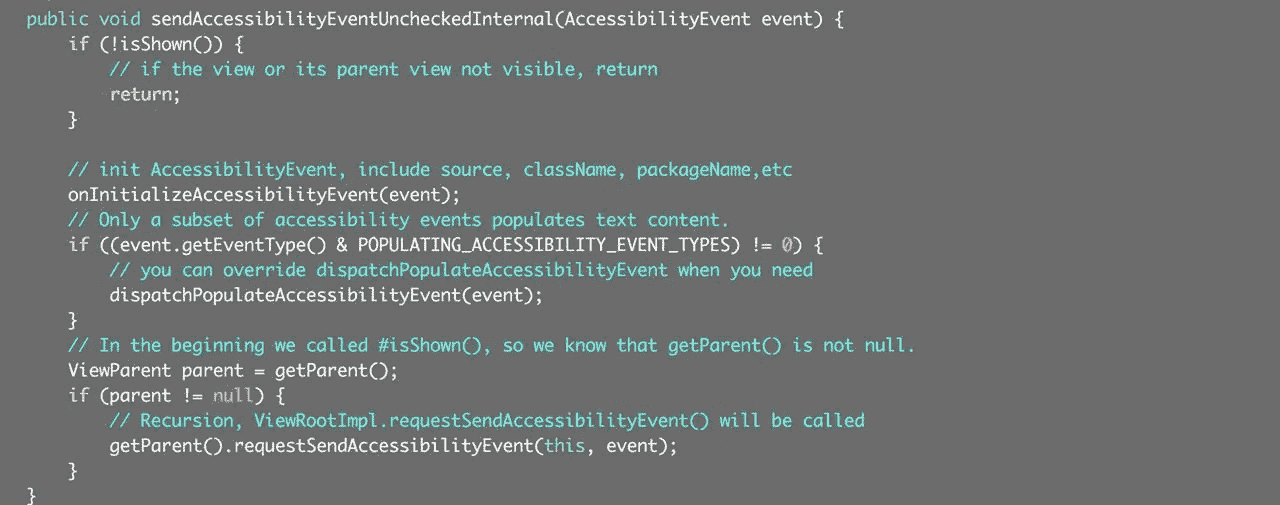 public void sendAccessibilityEventUncheckedInternal(AccessibilityEvent event) {
if (!isShown()) {
// if the view or its parent view not visible, return
return;
}
// init AccessibilityEvent, include source, className, packageName,etc
onInitializeAccessibilityEvent(event);
// Only a subset of accessibility events populates text content.
if ((event.getEventType() & POPULATING_ACCESSIBILITY_EVENT_TYPES) != 0) {
// you can override dispatchPopulateAccessibilityEvent when you need
dispatchPopulateAccessibilityEvent(event);
}
// In the beginning we called #isShown(), so we know that getParent() is not null.
ViewParent parent = getParent();
if (parent != null) {
// Recursion, ViewRootImpl.requestSendAccessibilityEvent() will be called
getParent().requestSendAccessibilityEvent(this, event);
}
}